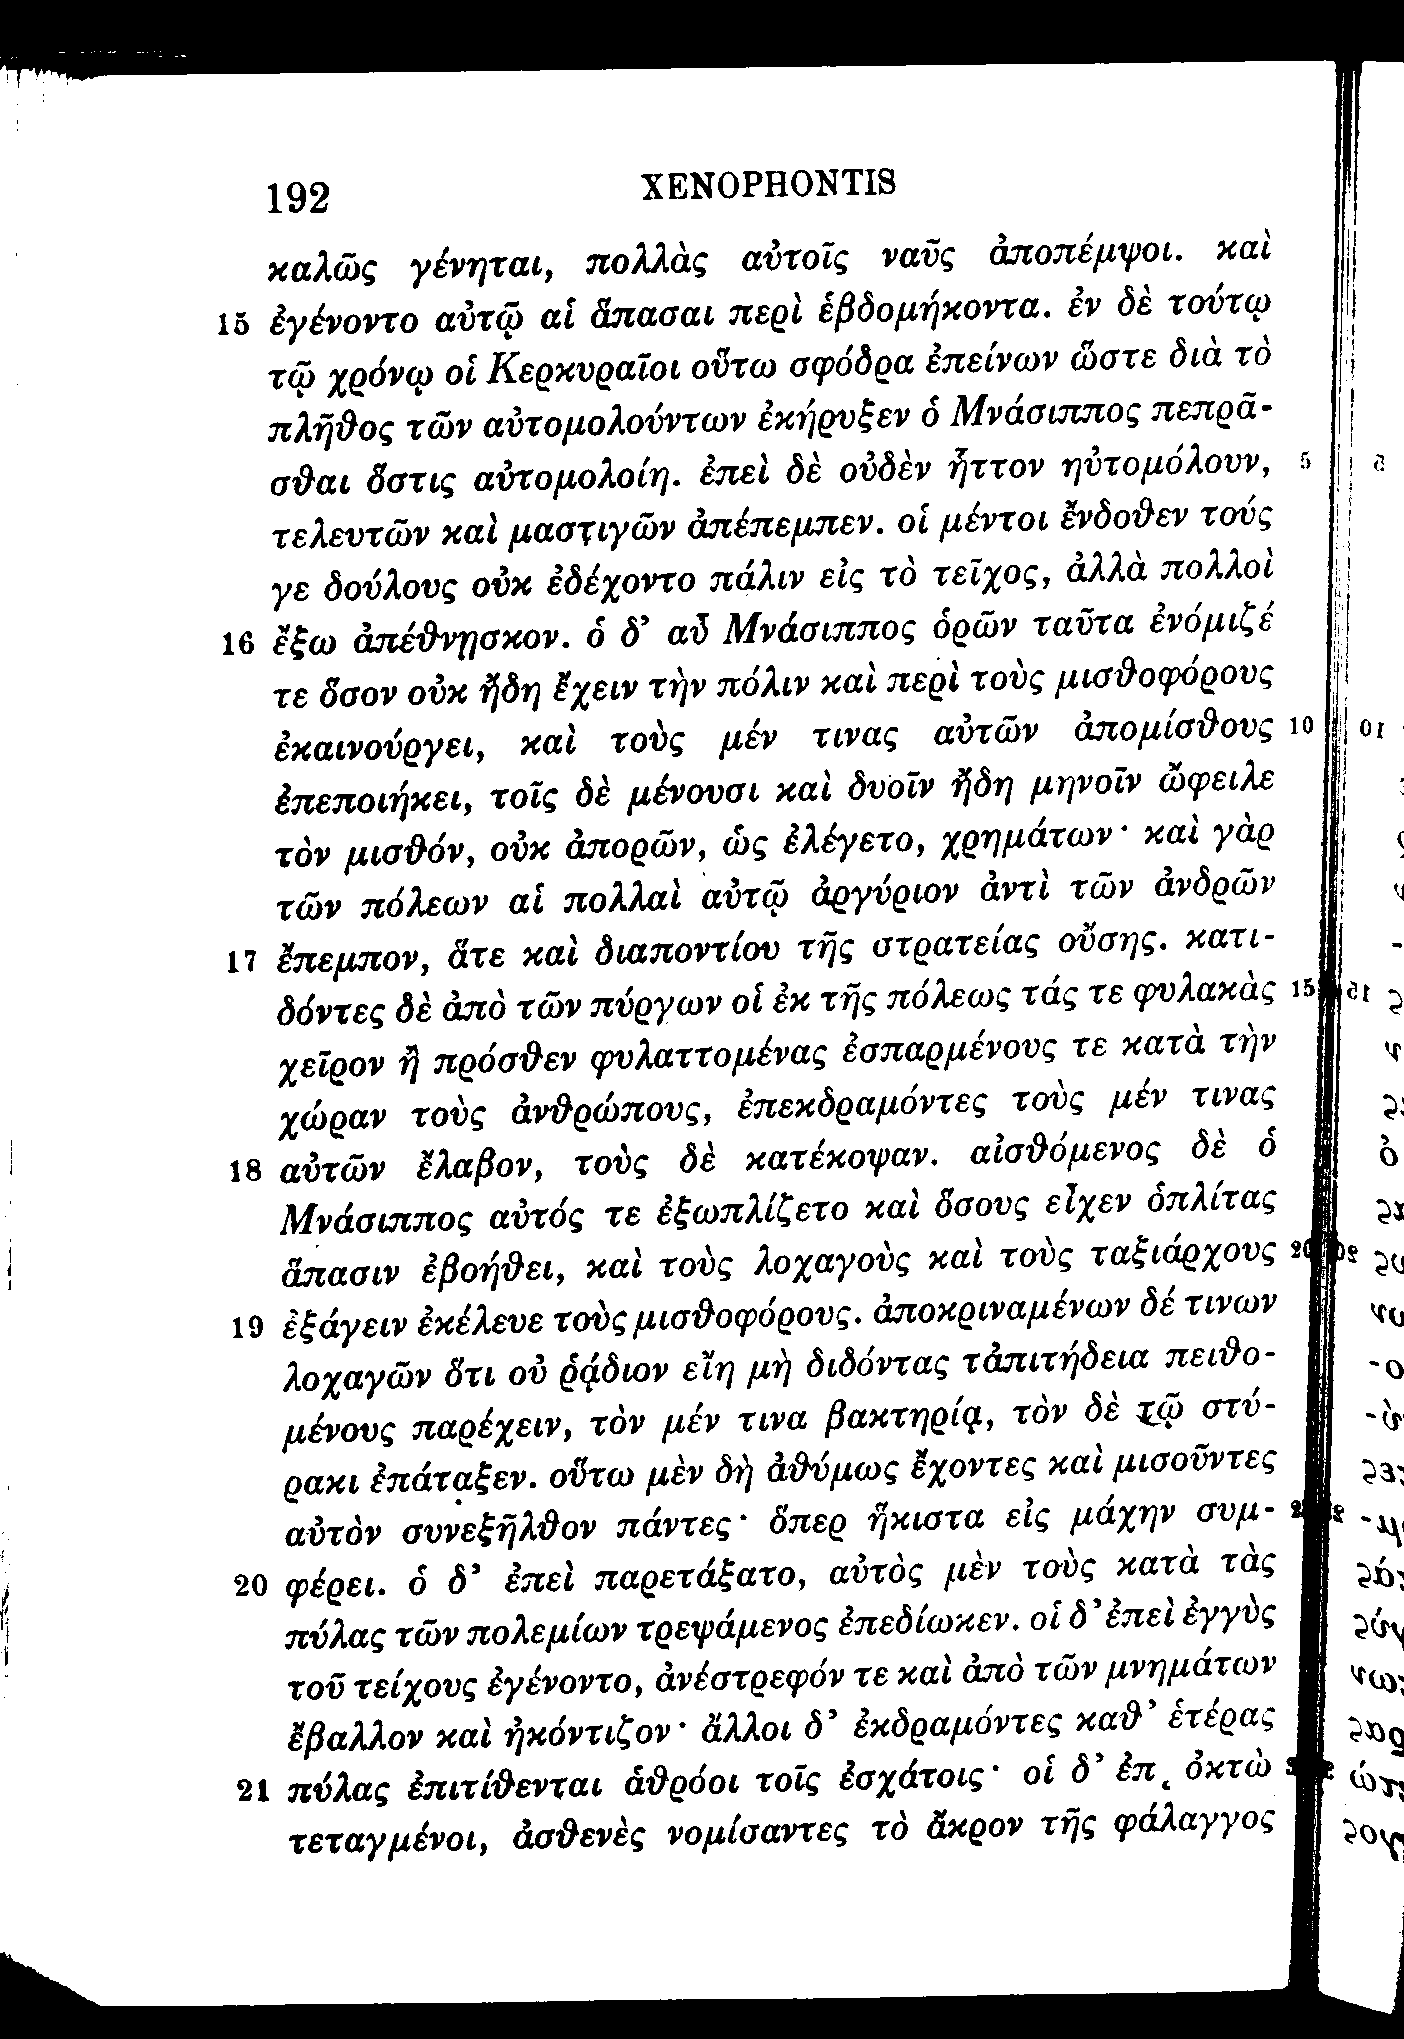 192 XENOPHONTIS
καλῶς γένηται, πολλὰς αὐτοῖς ναῦς ἀποπέμψοι. καὶ
15 ἐγένοντο αὐτῷ αἱ ἅπασαι περὶ ἑβδομήκοντα. ἐν δὲ τούτῳ
τῷ χρόνῳ οἱ Κερκυραῖοι οὕτω σφόδρα ἐπείνων ὥστε διὰ τὸ
πλῆθος τῶν αὐτομολούντων ἐκήρυξεν ὁ Μνάσιππος πεπρᾶ-
σθαι ὅστις αὐτομολοίη. ἐπεὶ δὲ οὐδὲν ἧττον ηὐτομόλουν, 5
τελευτῶν καὶ μαστιγῶν ἀπέπεμπεν. οἱ μέντοι ἔνδοθεν τούς
γε δούλους οὐκ ἐδέχοντο πάλιν εἰς τὸ τεῖχος, ἀλλὰ πολλοὶ
16 ἔξω ἀπέθνῃσκον. ὁ δ’ αὖ Μνάσιππος ὁρῶν ταῦτα ἐνόμιζέ
τε ὅσον οὐκ ἤδη ἔχειν τὴν πόλιν καὶ περὶ τοὺς μισθοφόρους
ἐκαινούργει, καὶ τοὺς μέν τινας αὐτῶν ἀπομίσθους 10
ἐπεποιήκει, τοῖς δὲ μένουσι καὶ δυοῖν ἤδη μηνοῖν ὤφειλε
τὸν μισθόν, οὐκ ἀπορῶν, ὡς ἐλέγετο, χρημάτων· καὶ γὰρ
τῶν πόλεων αἱ πολλαὶ αὐτῷ ἀργύριον ἀντὶ τῶν ἀνδρῶν
17 ἔπεμπον, ἅτε καὶ διαποντίου τῆς στρατείας οὔσης. κατι-
δόντες δὲ ἀπὸ τῶν πύργων οἱ ἐκ τῆς πόλεως τάς τε φυλακὰς 15
χεῖρον ἢ πρόσθεν φυλαττομένας ἐσπαρμένους τε κατὰ τὴν
χώραν τοὺς ἀνθρώπους, ἐπεκδραμόντες τοὺς μέν τινας
18 αὐτῶν ἔλαβον, τοὺς δὲ κατέκοψαν. αἰσθόμενος δὲ ὁ
Μνάσιππος αὐτός τε ἐξωπλίζετο καὶ ὅσους εἶχεν ὁπλίτας
ἅπασιν ἐβοήθει, καὶ τοὺς λοχαγοὺς καὶ τοὺς ταξιάρχους 20
19 ἐξάγειν ἐκέλευε τοὺς μισθοφόρους. ἀποκριναμένων δέ τινων
λοχαγῶν ὅτι οὐ ῥᾴδιον εἴη μὴ διδόντας τἀπιτήδεια πειθο-
μένους παρέχειν, τὸν μέν τινα βακτηρίᾳ, τὸν δὲ τῷ στύ-
ρακι ἐπάταξεν. οὕτω μὲν δὴ ἀθύμως ἔχοντες καὶ μισοῦντες
αὐτὸν συνεξῆλθον πάντες· ὅπερ ἥκιστα εἰς μάχην συμ-
20 φέρει. ὁ δ’ ἐπεὶ παρετάξατο, αὐτὸς μὲν τοὺς κατὰ τὰς
πύλας τῶν πολεμίων τρεψάμενος ἐπεδίωκεν. οἱ δ’ ἐπεὶ ἐγγὺς
τοῦ τείχους ἐγένοντο, ἀνέστρεφόν τε καὶ ἀπὸ τῶν μνημάτων
ἔβαλλον καὶ ἠκόντιζον· ἄλλοι δ’ ἐκδραμόντες καθ’ ἑτέρας
21 πύλας ἐπιτίθενται ἁθρόοι τοῖς ἐσχάτοις· οἱ δ’ ἐπ ὀκτὼ
τεταγμένοι, ἀσθενὲς νομίσαντες τὸ ἄκρον τῆς φάλαγγος